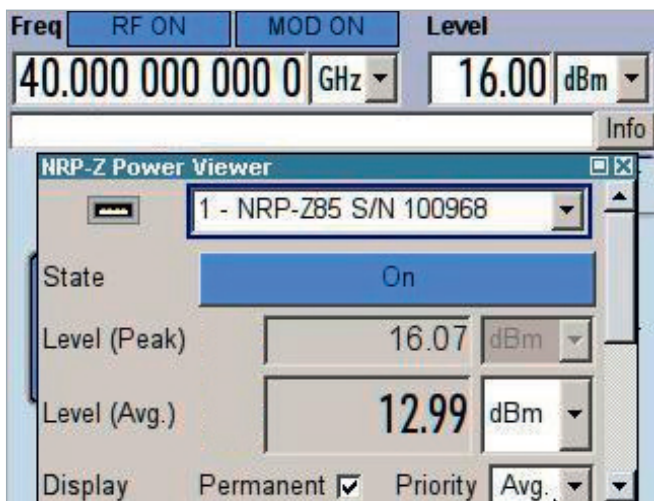 Freq RF ON MOD ON Level
40.000 000 000 0 GHz 16.00 dBm
Info
NRP-Z Power Viewer
1 - NRP-Z85 S/N 100968
State On
Level (Peak) 16.07 dBm
Level (Avg.) 12.99 dBm
Display Permanent Priority Avg.